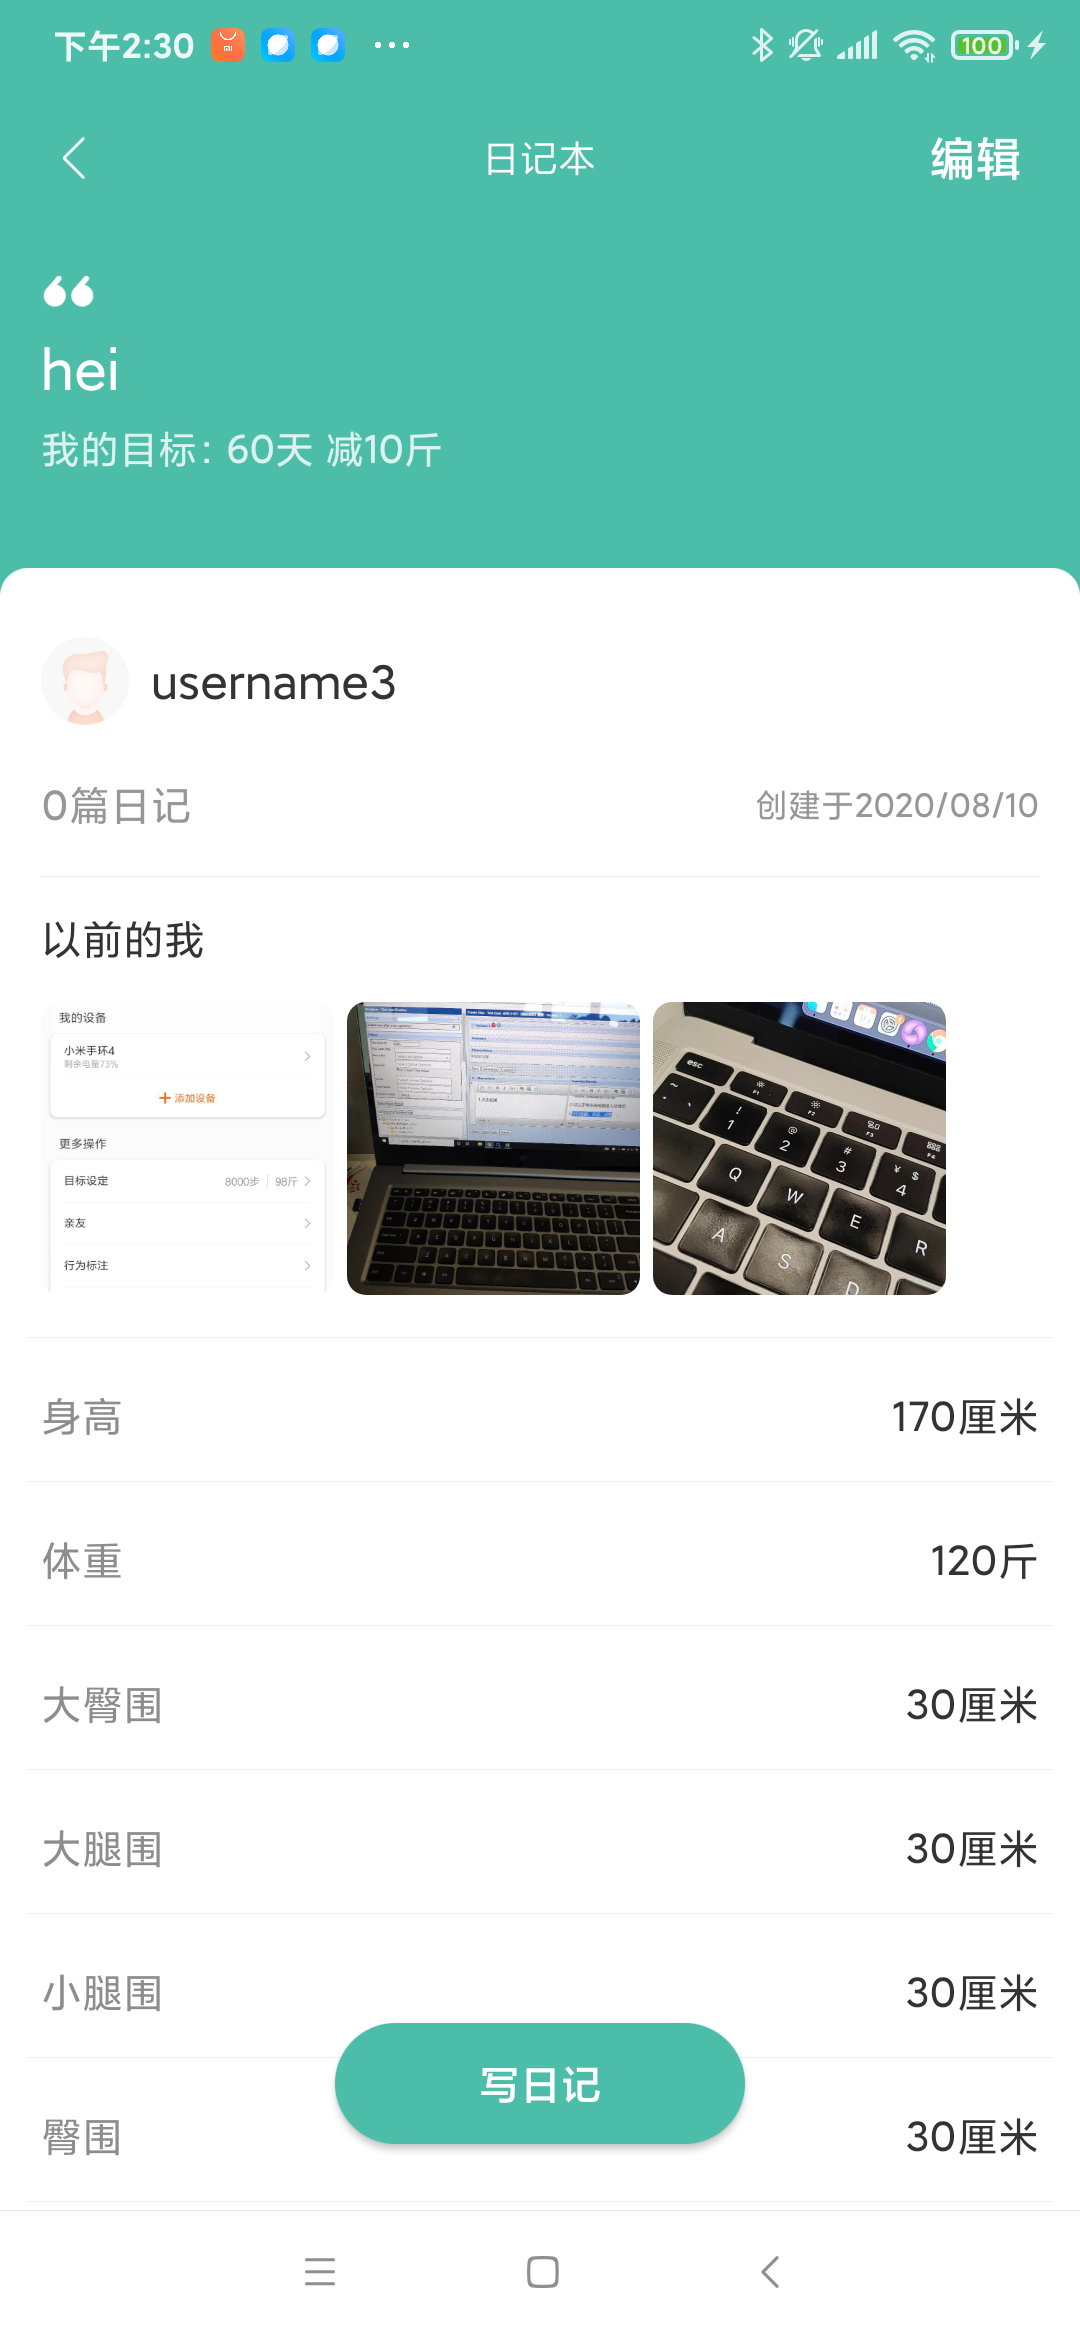 下午2:30
100
日记本
编辑
hei
我的目标：60天 减10斤
username3
0篇日记
创建于2020/08/10
以前的我
我的设备
小米手环4
剩余电量73%
添加设备
更多操作
目标设定 8000步 98斤
亲友
行为标注
esc
F1
F2
F3
F4
! 1
@ 2
# 3
¥ $ 4
Q W E R
A S D
身高 170厘米
体重 120斤
大臀围 30厘米
大腿围 30厘米
小腿围 30厘米
臀围 30厘米
写日记